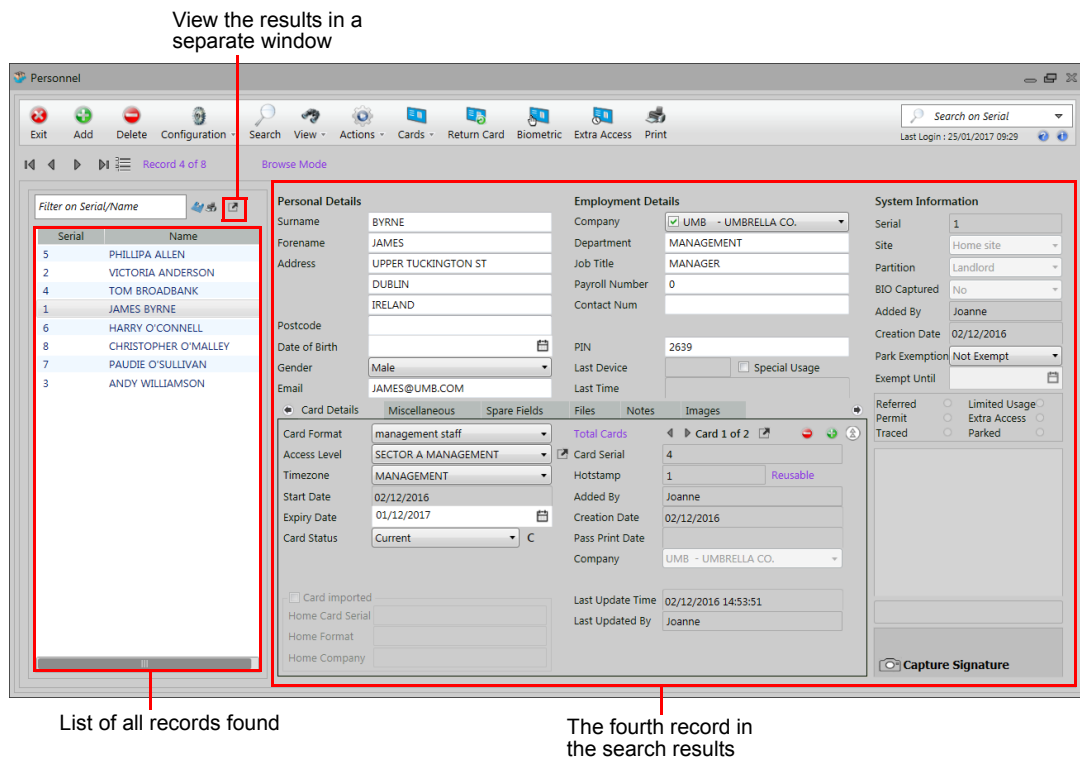 View the results in a
separate window
Personnel
Exit Add Delete Configuration Search View Actions Cards Return Card Biometric Extra Access Print
Search on Serial
Last Login : 25/01/2017 09:29
Record 4 of 8 Browse Mode
Filter on Serial/Name
Serial Name
5 PHILLIPA ALLEN
2 VICTORIA ANDERSON
4 TOM BROADBANK
1 JAMES BYRNE
6 HARRY O'CONNELL
8 CHRISTOPHER O'MALLEY
7 PAUDIE O'SULLIVAN
3 ANDY WILLIAMSON
Personal Details
Surname BYRNE
Forename JAMES
Address UPPER TUCKINGTON ST
DUBLIN
IRELAND
Postcode
Date of Birth
Gender Male
Email JAMES@UMB.COM
Employment Details
Company UMB - UMBRELLA CO.
Department MANAGEMENT
Job Title MANAGER
Payroll Number 0
Contact Num
PIN 2639
Last Device Special Usage
Last Time
System Information
Serial 1
Site Home site
Partition Landlord
BIO Captured No
Added By Joanne
Creation Date 02/12/2016
Park Exemption Not Exempt
Exempt Until
Referred Limited Usage
Permit Extra Access
Traced Parked
Card Details Miscellaneous Spare Fields Files Notes Images
Card Format management staff
Access Level SECTOR A MANAGEMENT
Timezone MANAGEMENT
Start Date 02/12/2016
Expiry Date 01/12/2017
Card Status Current C
Card imported
Home Card Serial
Home Format
Home Company
Total Cards Card 1 of 2
Card Serial 4
Hotstamp 1 Reusable
Added By Joanne
Creation Date 02/12/2016
Pass Print Date
Company UMB - UMBRELLA CO.
Last Update Time 02/12/2016 14:53:51
Last Updated By Joanne
Capture Signature
List of all records found
The fourth record in
the search results